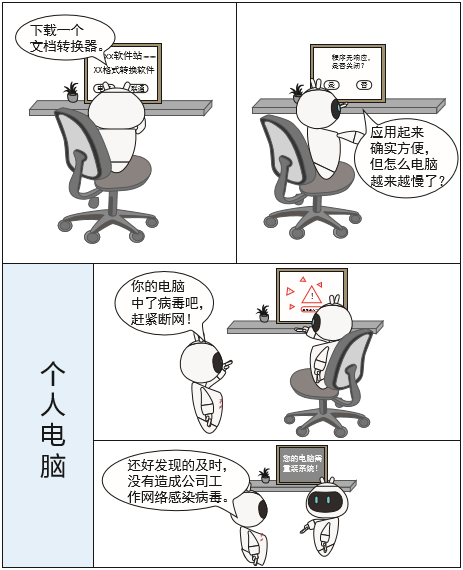 下载一个
文档转换器。
xx软件站——
XX格式转换软件
程序无响应，
是否关闭？
是 否
应用起来
确实方便，
但怎么电脑
越来越慢了？
个人电脑
你的电脑
中了病毒吧，
赶紧断网！
!
您的电脑需
重装系统！
还好发现的及时，
没有造成公司工
作网络感染病毒。